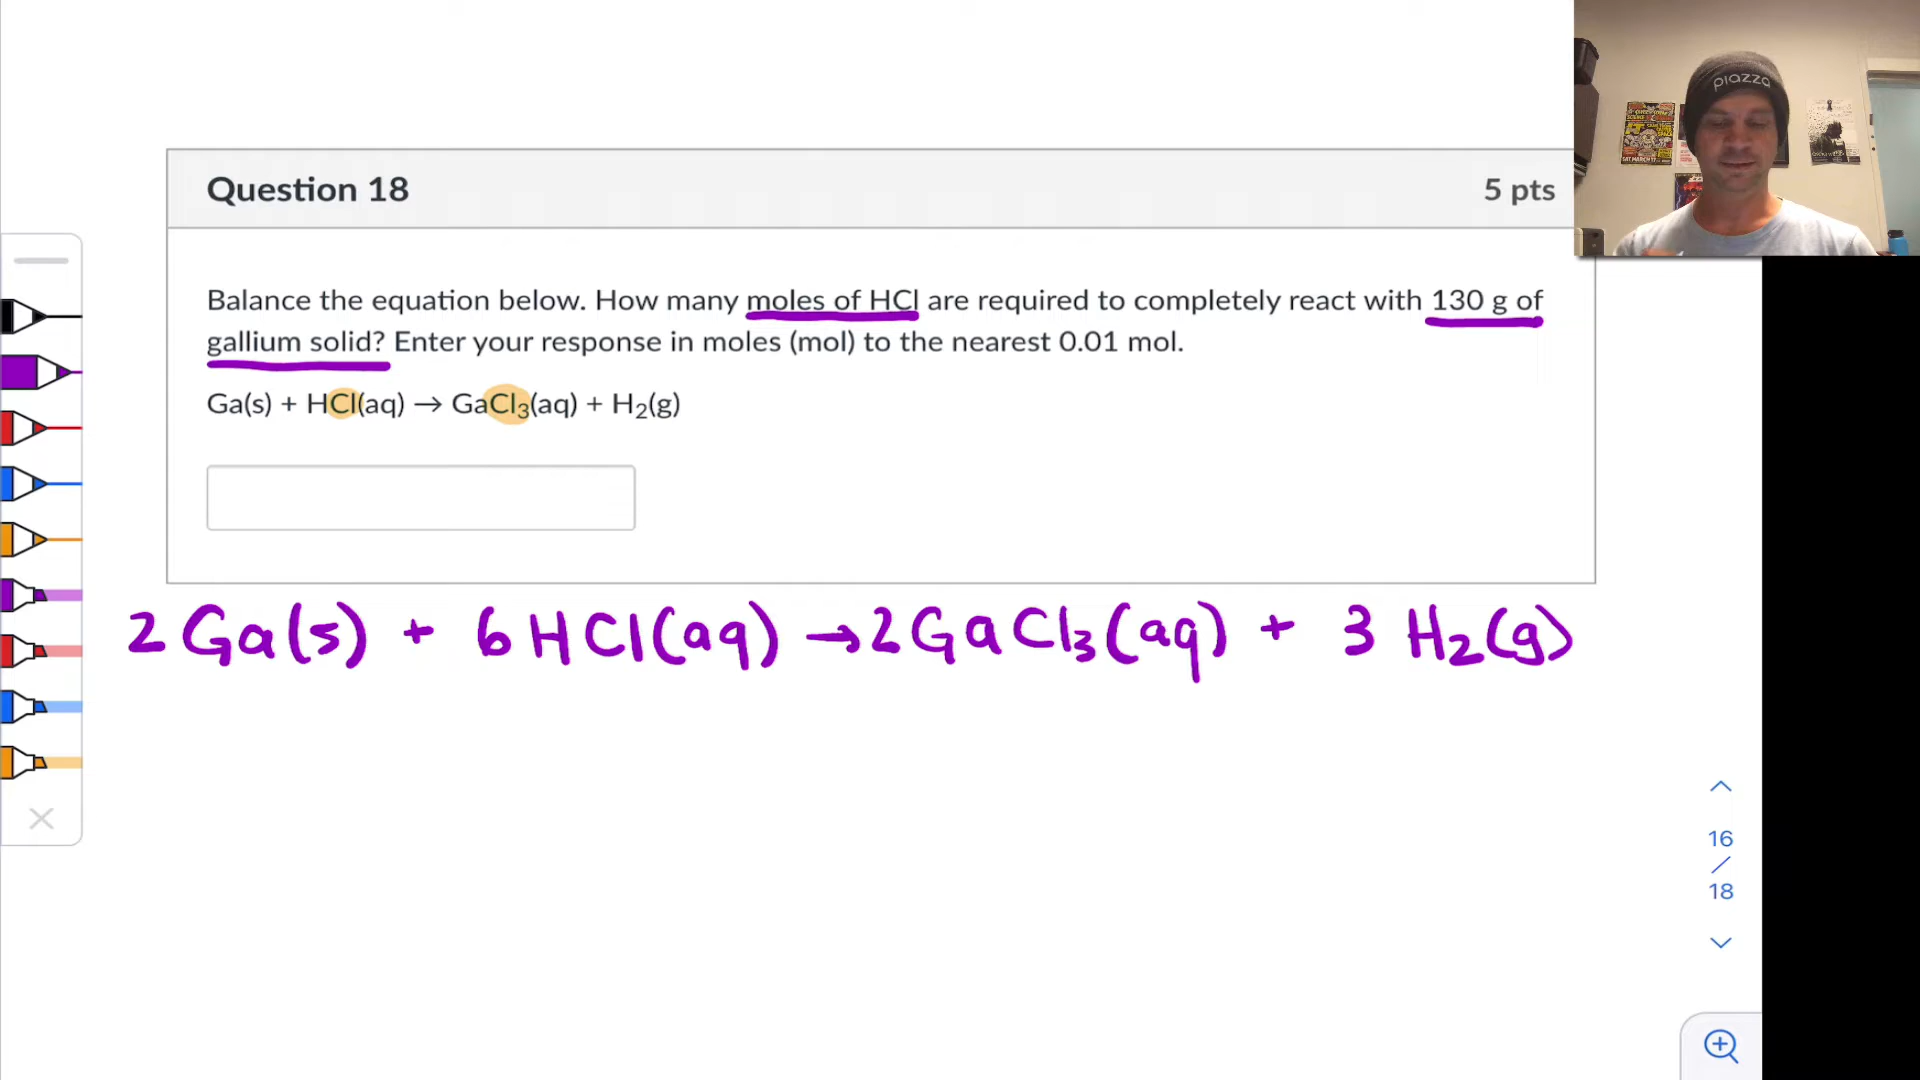 piazza
Question 18
5 pts
Balance the equation below. How many moles of HCl are required to completely react with 130 g of
gallium solid? Enter your response in moles (mol) to the nearest 0.01 mol.
Ga(s) + HCl(aq) → GaCl₃(aq) + H₂(g)
2 Ga(s) + 6 HCl(aq) → 2 GaCl₃(aq) + 3 H₂(g)
16
/
18